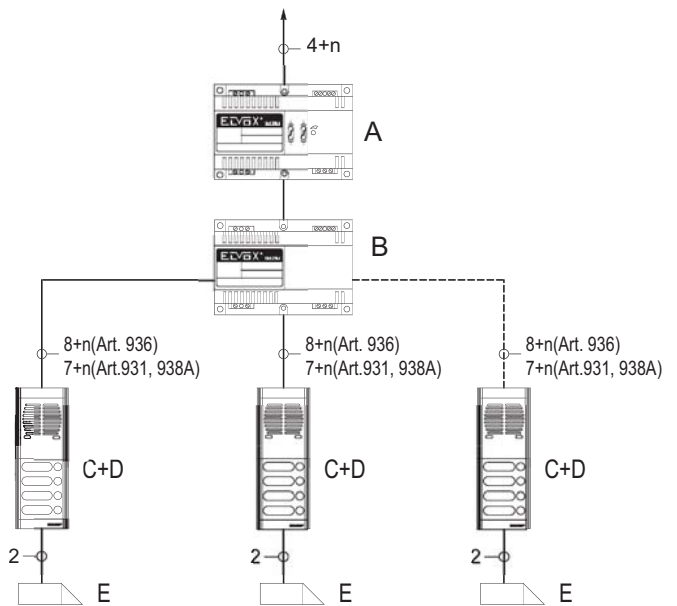 4+n
ELVOX
A
ELVOX
B
8+n(Art. 936)
7+n(Art.931, 938A)
8+n(Art. 936)
7+n(Art.931, 938A)
8+n(Art. 936)
7+n(Art.931, 938A)
C+D
C+D
C+D
2
2
2
E
E
E